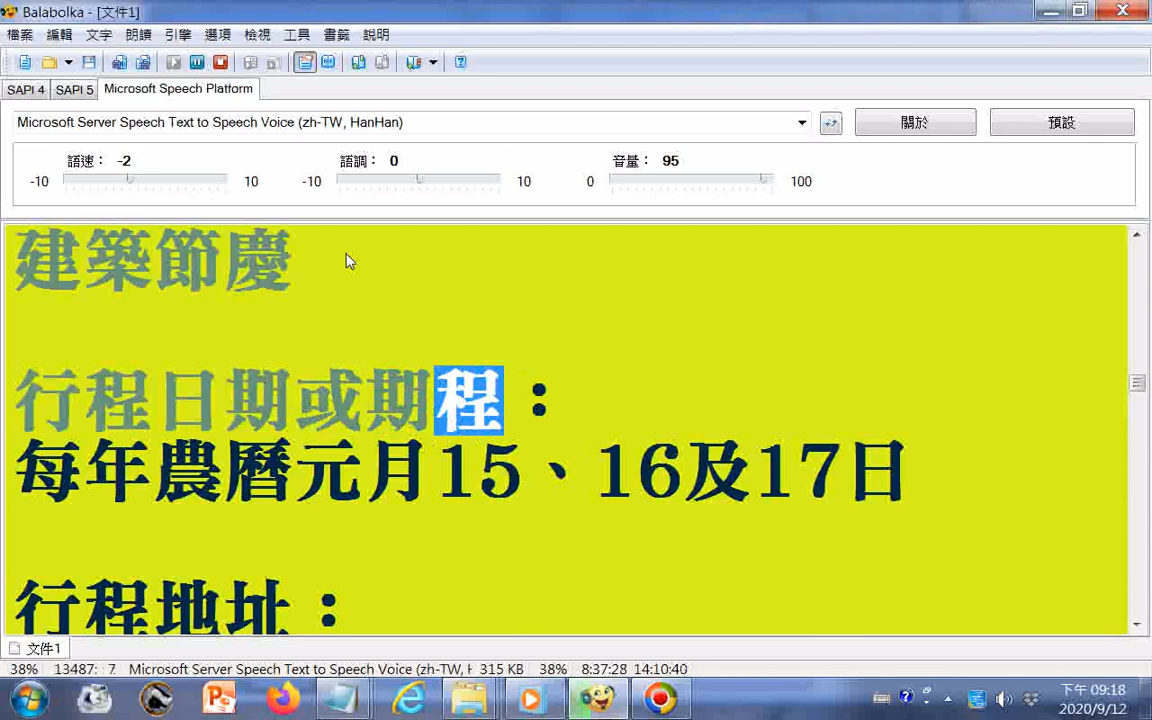 Balabolka - [文件1]
檔案 編輯 文字 朗讀 引擎 選項 檢視 工具 書籤 說明
SAPI 4 SAPI 5 Microsoft Speech Platform
Microsoft Server Speech Text to Speech Voice (zh-TW, HanHan) 關於 預設
語速： -2 語調： 0 音量： 95
-10 10 -10 10 0 100
建築節慶
行程日期或期程：
每年農曆元月15、16及17日
行程地址：
文件1
38% 13487: 7 Microsoft Server Speech Text to Speech Voice (zh-TW, H 315 KB 38% 8:37:28 14:10:40
下午 09:18
2020/9/12